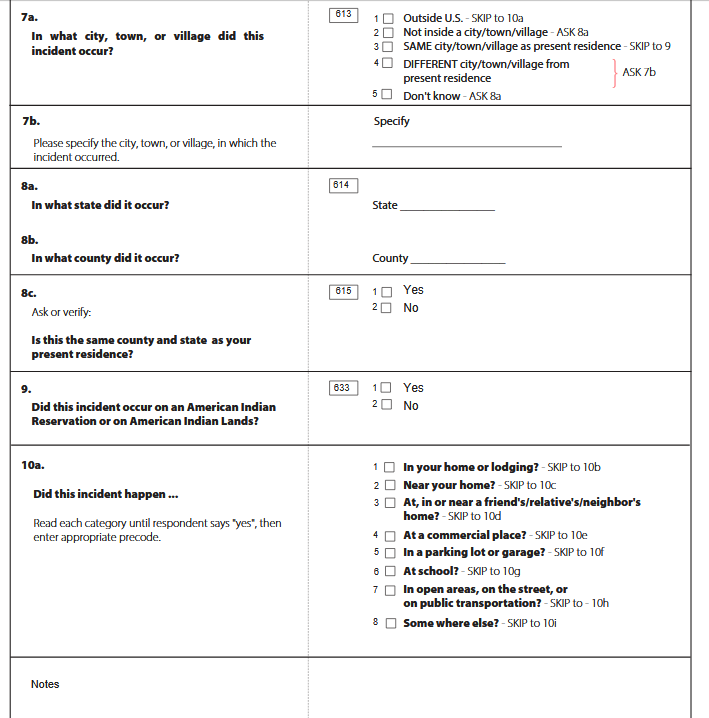 7a.
In what city, town, or village did this
incident occur?
613
1 Outside U.S. - SKIP to 10a
2 Not inside a city/town/village - ASK 8a
3 SAME city/town/village as present residence - SKIP to 9
4 DIFFERENT city/town/village from
present residence
ASK 7b
5 Don't know - ASK 8a
7b.
Please specify the city, town, or village, in which the
incident occurred.
Specify
8a.
In what state did it occur?
614
State
8b.
In what county did it occur?
County
8c.
Ask or verify:
Is this the same county and state as your
present residence?
615
1 Yes
2 No
9.
Did this incident occur on an American Indian
Reservation or on American Indian Lands?
633
1 Yes
2 No
10a.
Did this incident happen ...
Read each category until respondent says "yes", then
enter appropriate precode.
1 In your home or lodging? - SKIP to 10b
2 Near your home? - SKIP to 10c
3 At, in or near a friend's/relative's/neighbor's
home? - SKIP to 10d
4 At a commercial place? - SKIP to 10e
5 In a parking lot or garage? - SKIP to 10f
6 At school? - SKIP to 10g
7 In open areas, on the street, or
on public transportation? - SKIP to - 10h
8 Some where else? - SKIP to 10i
Notes